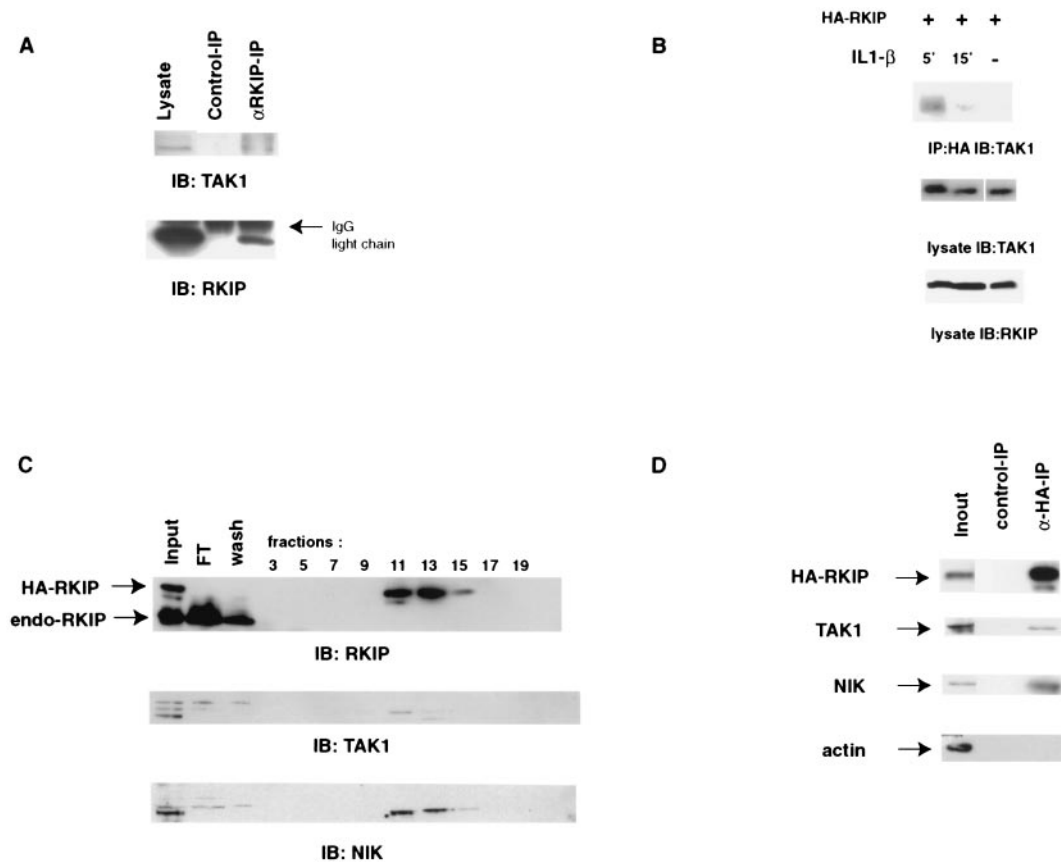 A
Lysate
Control-IP
αRKIP-IP
IB: TAK1
IgG
light chain
IB: RKIP
B
HA-RKIP + + +
IL1-β 5' 15' -
IP:HA IB:TAK1
lysate IB:TAK1
lysate IB:RKIP
C
Input
FT
wash
fractions :
3 5 7 9 11 13 15 17 19
HA-RKIP
endo-RKIP
IB: RKIP
IB: TAK1
IB: NIK
D
Inout
control-IP
α-HA-IP
HA-RKIP
TAK1
NIK
actin